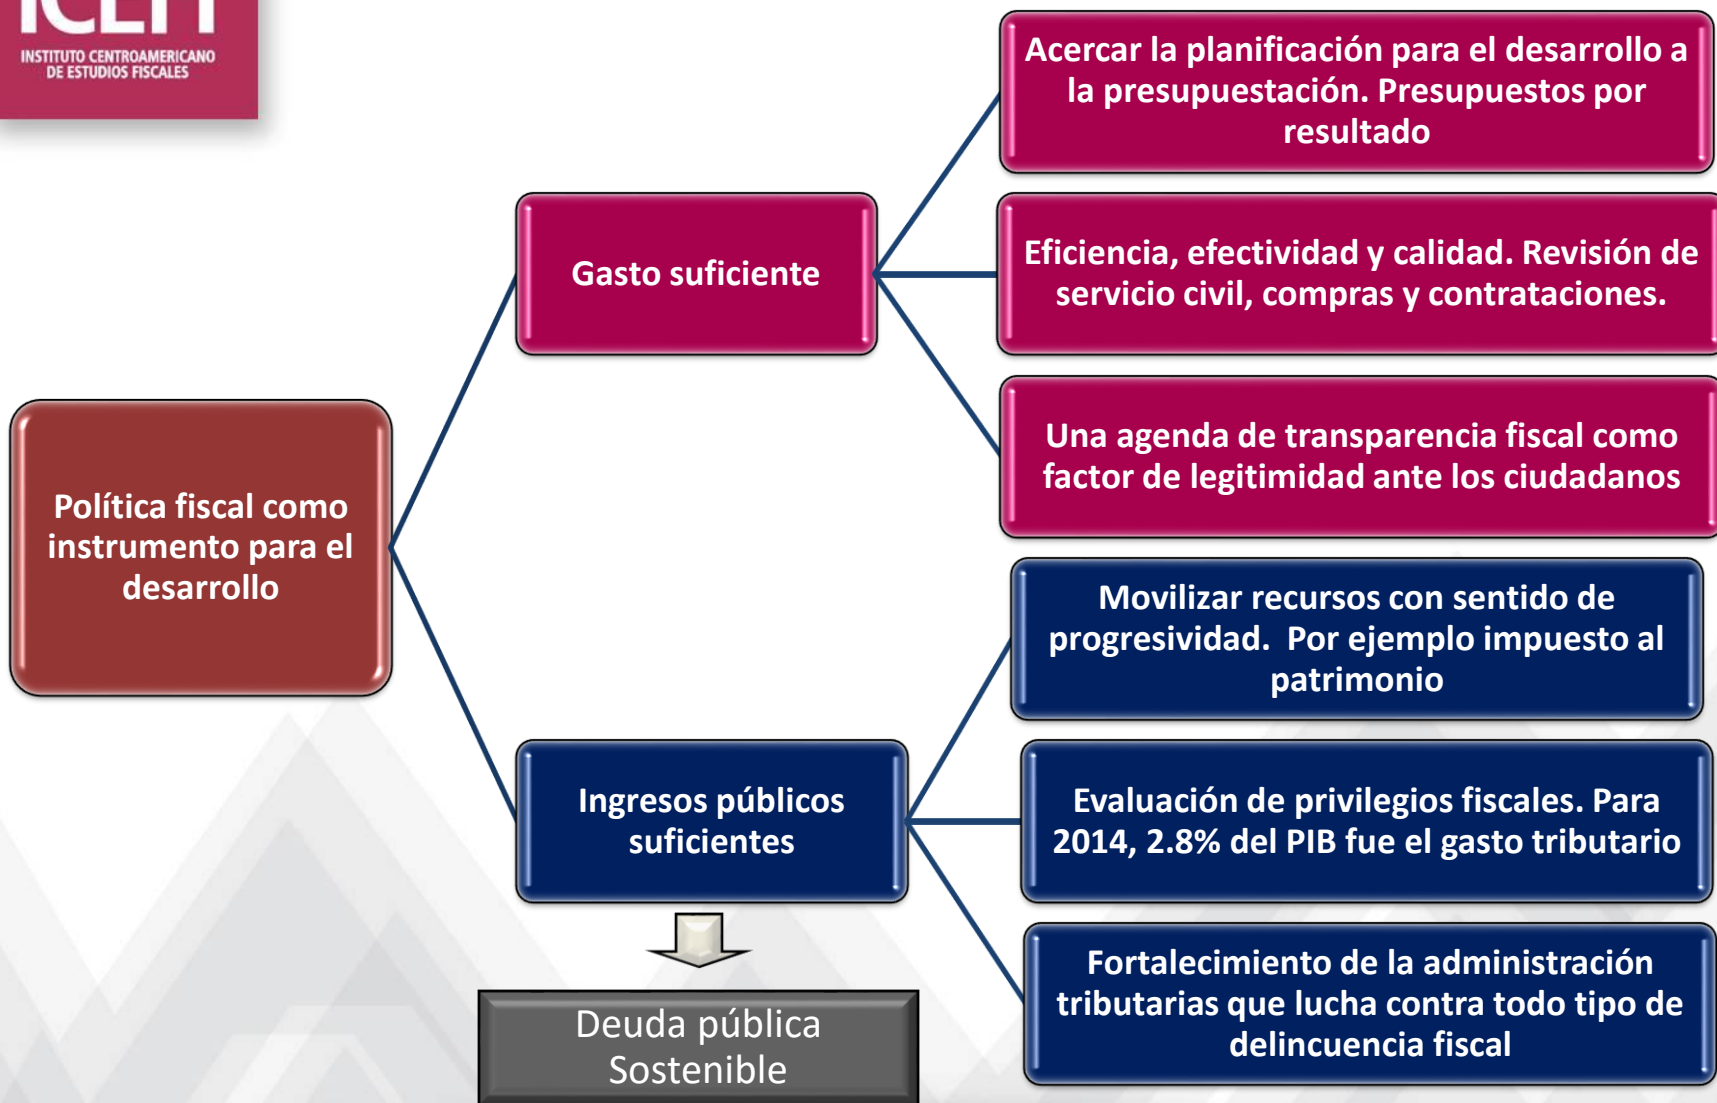 INSTITUTO CENTROAMERICANO
DE ESTUDIOS FISCALES
Política fiscal como
instrumento para el
desarrollo
Gasto suficiente
Acercar la planificación para el desarrollo a
la presupuestación. Presupuestos por
resultado
Eficiencia, efectividad y calidad. Revisión de
servicio civil, compras y contrataciones.
Una agenda de transparencia fiscal como
factor de legitimidad ante los ciudadanos
Ingresos públicos
suficientes
Movilizar recursos con sentido de
progresividad.  Por ejemplo impuesto al
patrimonio
Evaluación de privilegios fiscales. Para
2014, 2.8% del PIB fue el gasto tributario
Fortalecimiento de la administración
tributarias que lucha contra todo tipo de
delincuencia fiscal
Deuda pública
Sostenible